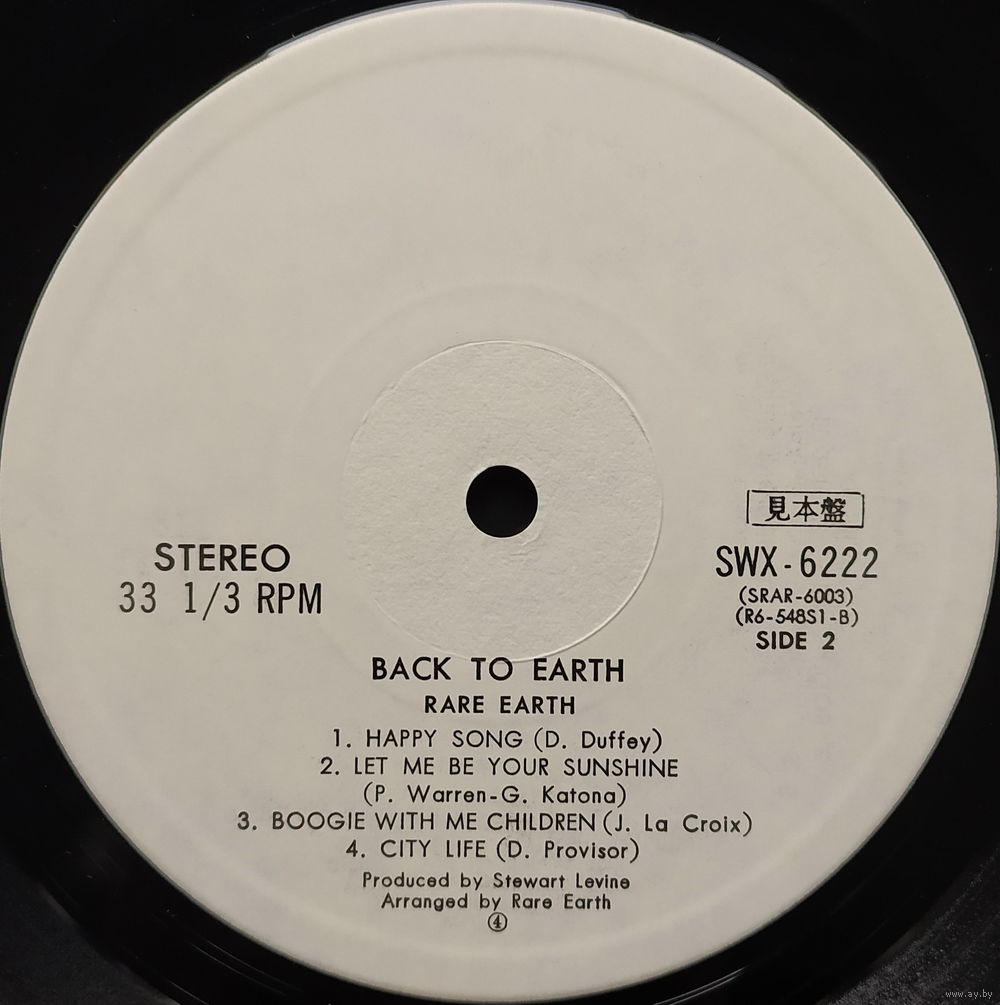 見本盤
STEREO
33 1/3 RPM
SWX-6222
(SRAR-6003)
(R6-548S1-B)
SIDE 2
BACK TO EARTH
RARE EARTH
1. HAPPY SONG (D. Duffey)
2. LET ME BE YOUR SUNSHINE
(P. Warren-G. Katona)
3. BOOGIE WITH ME CHILDREN (J. La Croix)
4. CITY LIFE (D. Provisor)
Produced by Stewart Levine
Arranged by Rare Earth
④
www.ay.by